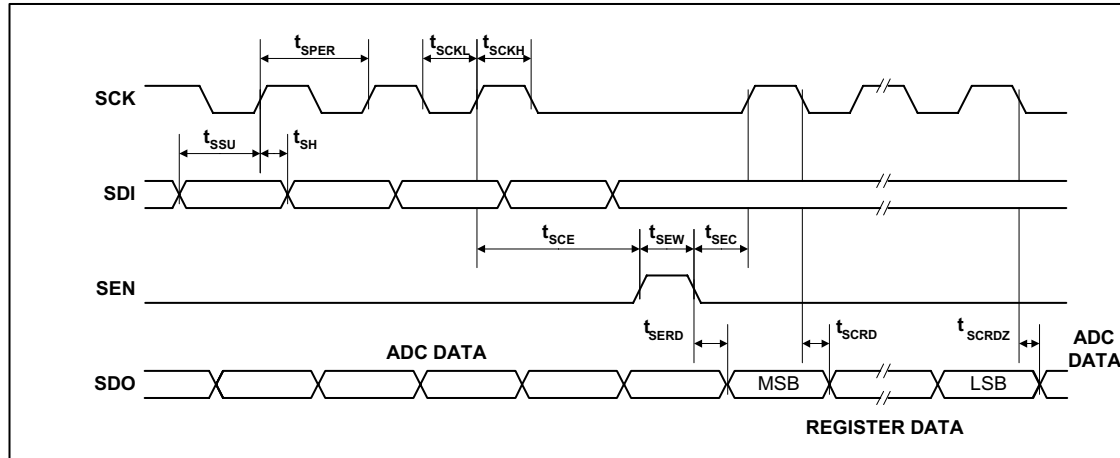 tSPER
tSCKL
tSCKH
SCK
tSSU
tSH
SDI
tSCE
tSEW
tSEC
SEN
tSERD
tSCRD
tSCRDZ
ADC DATA
ADC
DATA
SDO
MSB
LSB
REGISTER DATA